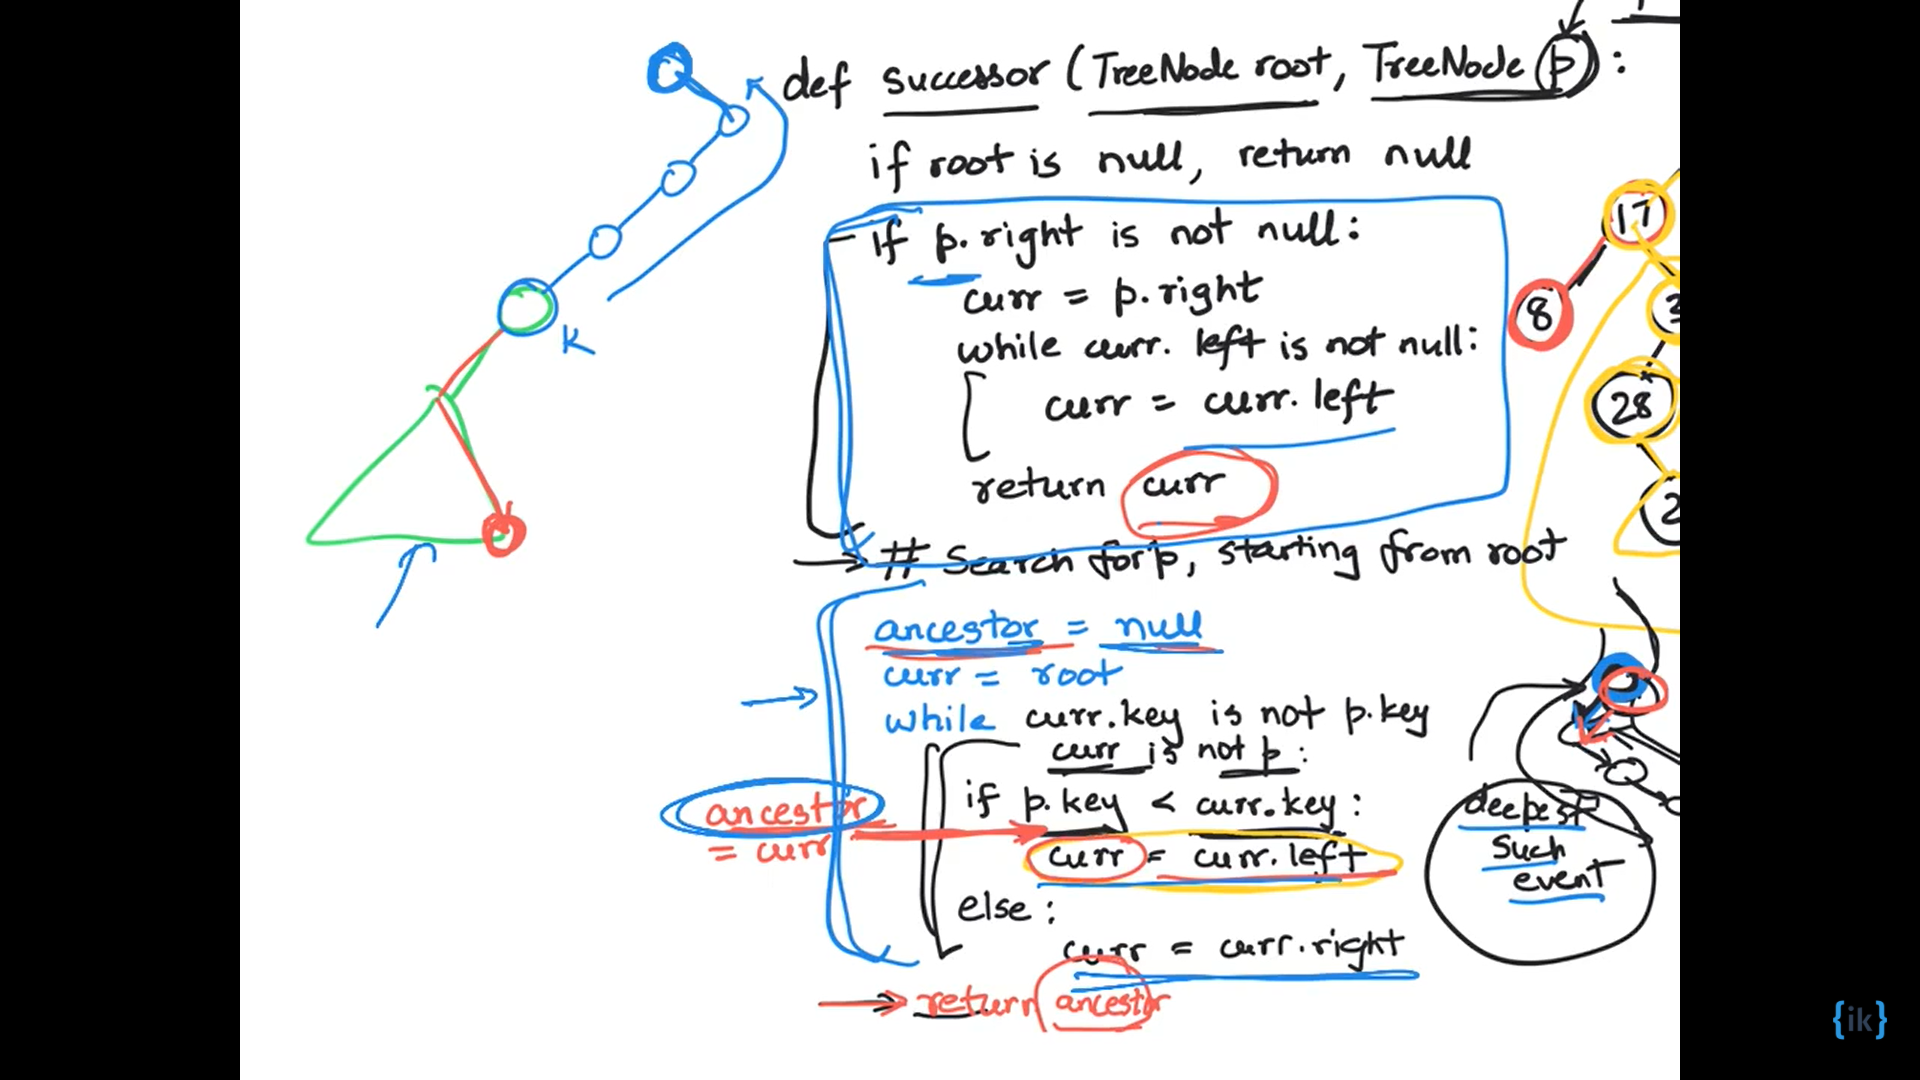 def successor (TreeNode root, TreeNode p) :
if root is null, return null
if p.right is not null:
curr = p.right
while curr. left is not null:
curr = curr. left
return curr
# Search for p, starting from root
ancestor = null
curr = root
while curr.key is not p.key
curr is not p :
if p.key < curr.key :
ancestor
= curr
curr = curr. left
else :
curr = curr.right
return ancestor
K
17
8
28
deepest
such
event
{ik}